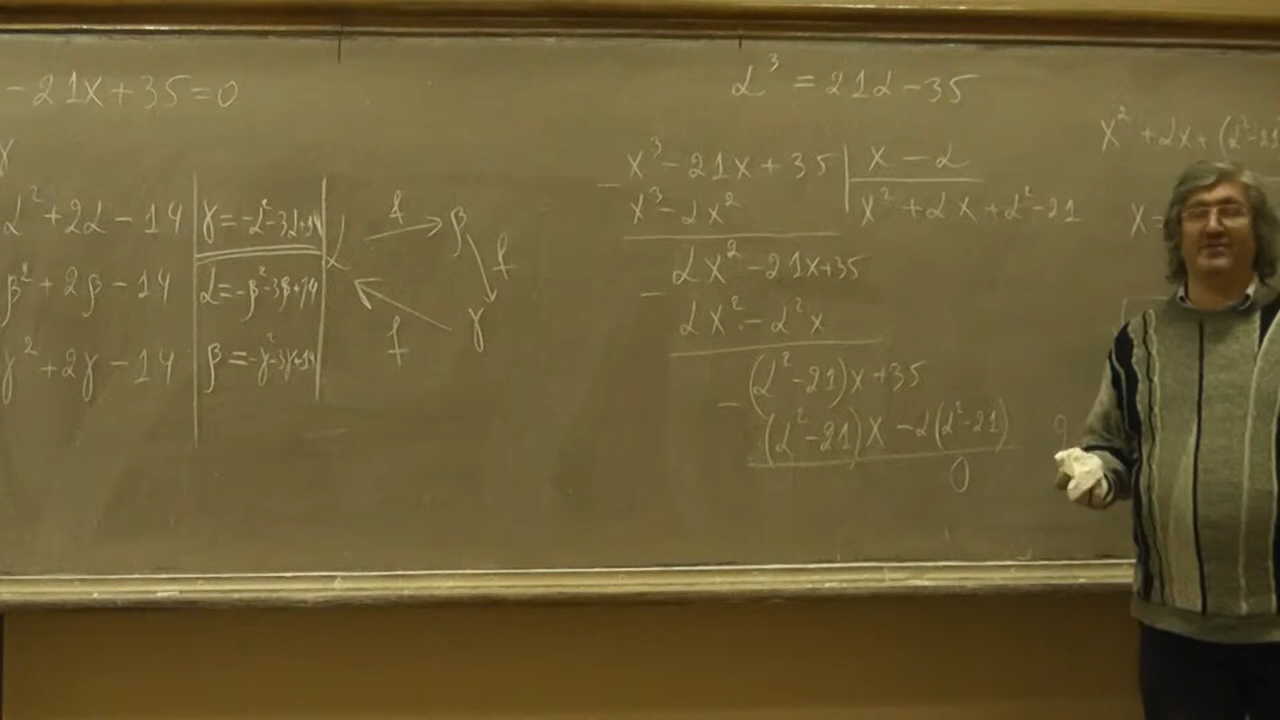 -21x+35=0
γ
α²+2α-14
β²+2β-14
γ²+2γ-14
γ=-α²-3α+14
α=-β²-3β+14
β=-γ²-3γ+14
α
f
β
f
γ
f
α³=21α-35
x³-21x+35
x-α
x³-αx²
x²+αx+α²-21
αx²-21x+35
αx²-α²x
(α²-21)x+35
(α²-21)x-α(α²-21)
0
x²+αx+(α²-21
x=